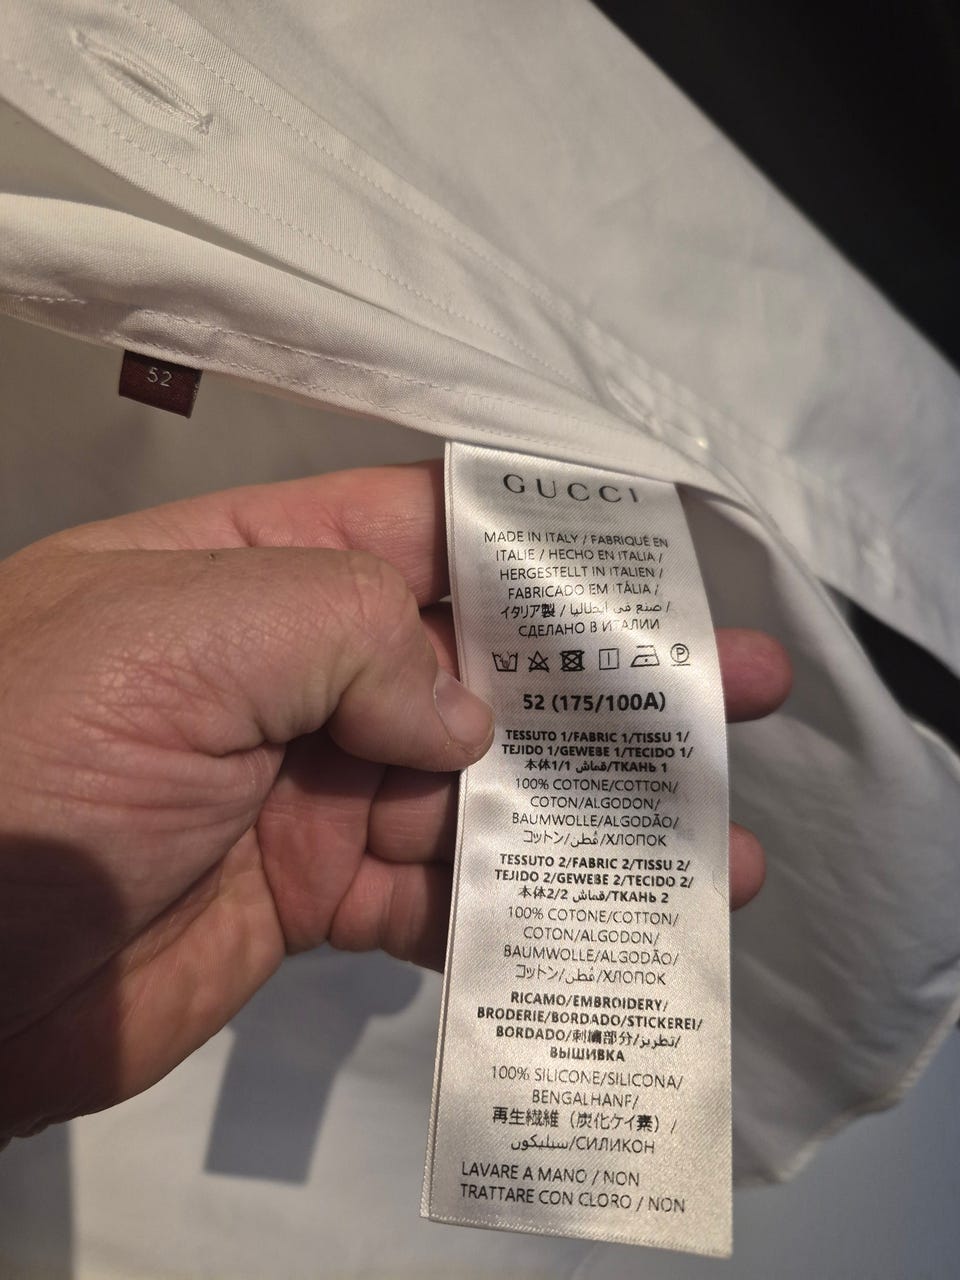 52
GUCCI
MADE IN ITALY / FABRIQUÉ EN
ITALIE / HECHO EN ITALIA /
HERGESTELLT IN ITALIEN /
FABRICADO EM ITÁLIA /
イタリア製 / صنع في ايطاليا /
СДЕЛАНО В ИТАЛИИ
P
52 (175/100A)
TESSUTO 1/FABRIC 1/TISSU 1/
TEJIDO 1/GEWEBE 1/TECIDO 1/
本体1/1 قماش/ТКАНЬ 1
100% COTONE/COTTON/
COTON/ALGODON/
BAUMWOLLE/ALGODÃO/
コットン/قُطن/ХЛОПОК
TESSUTO 2/FABRIC 2/TISSU 2/
TEJIDO 2/GEWEBE 2/TECIDO 2/
本体2/2 قماش/ТКАНЬ 2
100% COTONE/COTTON/
COTON/ALGODON/
BAUMWOLLE/ALGODÃO/
コットン/قُطن/ХЛОПОК
RICAMO/EMBROIDERY/
BRODERIE/BORDADO/STICKEREI/
BORDADO/刺繍部分/تطريز/
ВЫШИВКА
100% SILICONE/SILICONA/
BENGALHANF/
再生繊維（炭化ケイ素）/
سيليكون/СИЛИКОН
LAVARE A MANO / NON
TRATTARE CON CLORO / NON